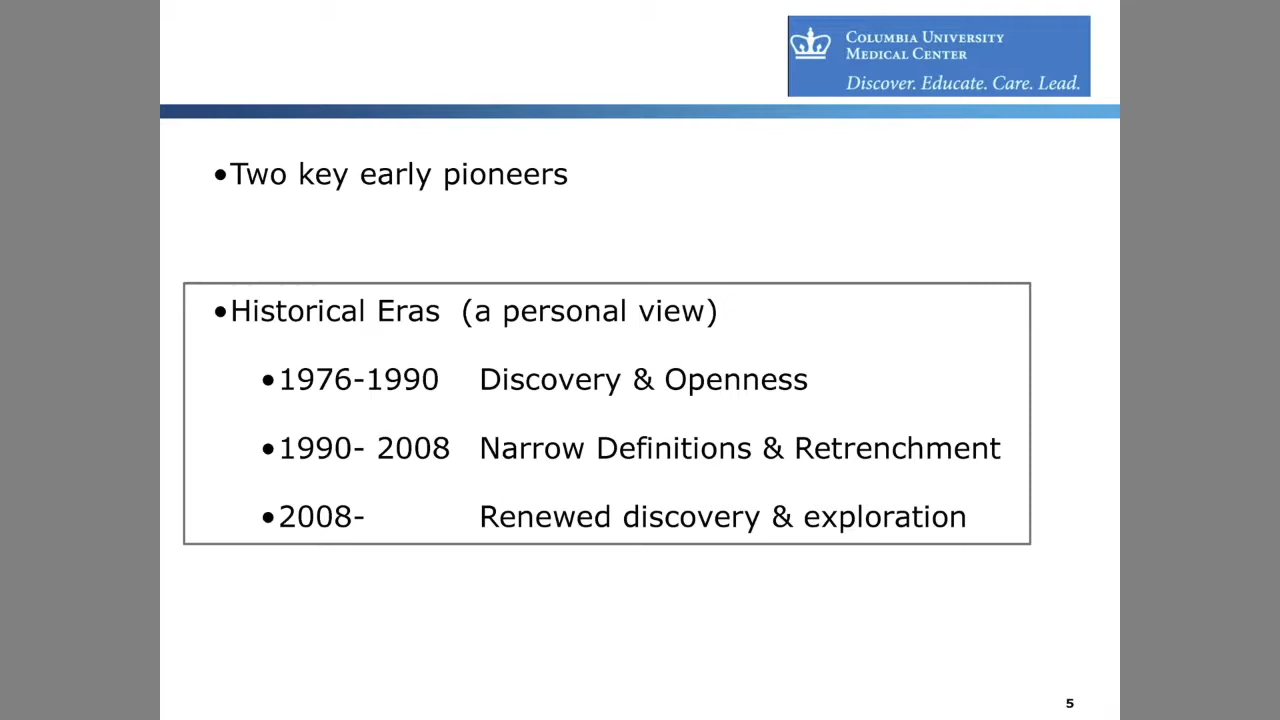 COLUMBIA UNIVERSITY
MEDICAL CENTER
Discover. Educate. Care. Lead.
•Two key early pioneers
•Historical Eras (a personal view)
•1976-1990 Discovery & Openness
•1990- 2008 Narrow Definitions & Retrenchment
•2008- Renewed discovery & exploration
5